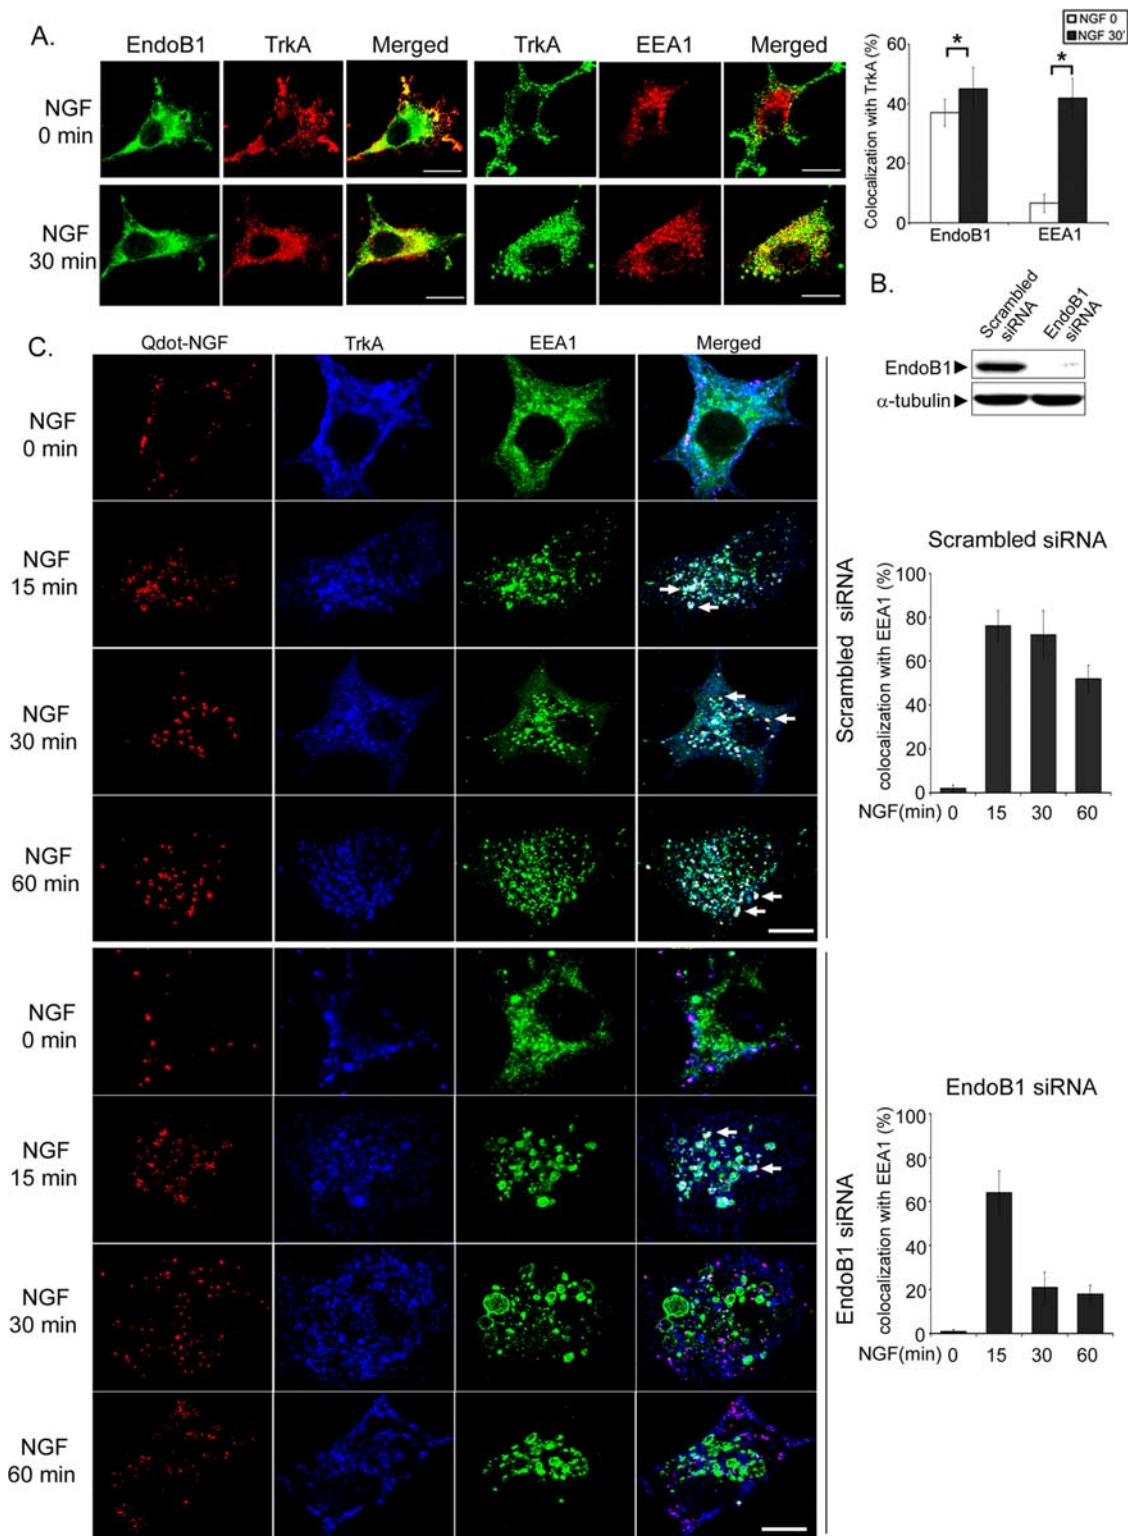 A.
EndoB1 TrkA Merged TrkA EEA1 Merged
NGF
0 min
NGF
30 min
NGF 0
NGF 30'
Colocalization with TrkA (%)
60
*
*
40
20
0
EndoB1 EEA1
B.
Scrambled
siRNA
EndoB1
siRNA
EndoB1
α-tubulin
C.
Qdot-NGF TrkA EEA1 Merged
NGF
0 min
NGF
15 min
NGF
30 min
NGF
60 min
Scrambled siRNA
Scrambled siRNA
colocalization with EEA1 (%)
100
80
60
40
20
0
NGF(min) 0 15 30 60
NGF
0 min
NGF
15 min
NGF
30 min
NGF
60 min
EndoB1 siRNA
EndoB1 siRNA
colocalization with EEA1 (%)
100
80
60
40
20
0
NGF(min) 0 15 30 60